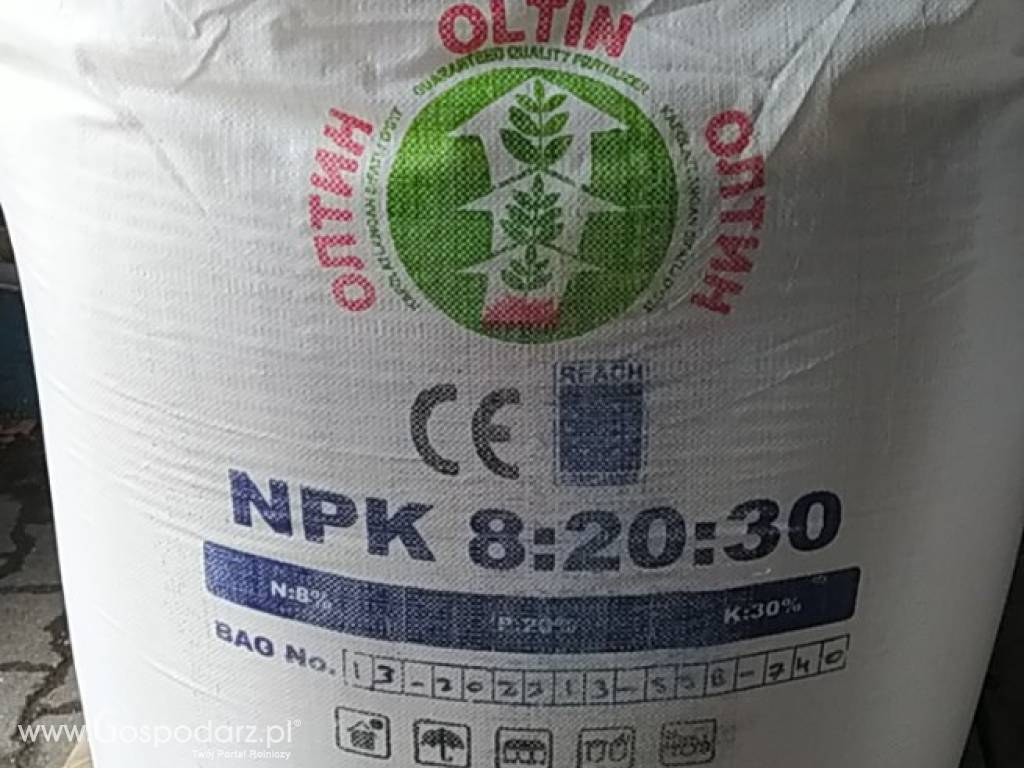 OLTIN
ОЛТИН
ОЛТИН
GUARANTEED QUALITY FERTILIZER
CE
REACH
NPK 8:20:30
N:8% P:20% K:30%
BAG No. 13-202213-558-740
www.Gospodarz.pl
Twój Portal Rolniczy